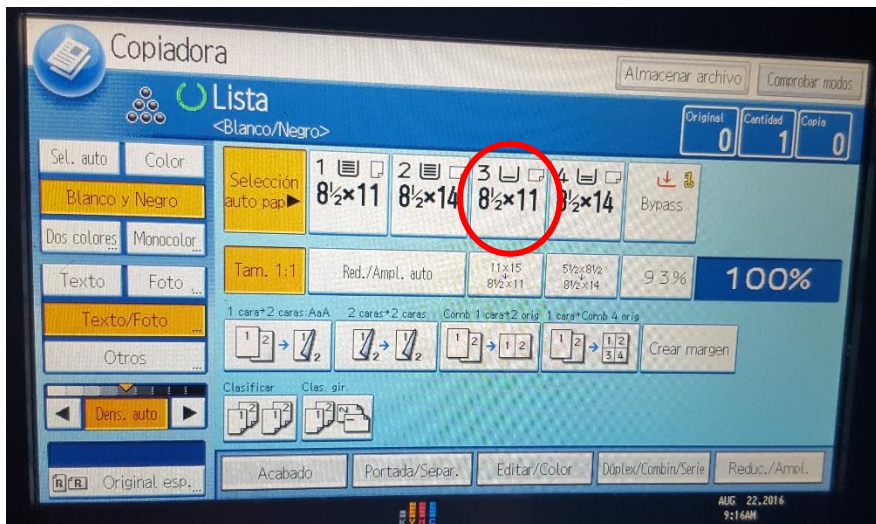 Copiadora
Almacenar archivo
Comprobar modos
Lista
<Blanco/Negro>
Original 0
Cantidad 1
Copia 0
Sel. auto
Color
Blanco y Negro
Dos colores
Monocolor
Texto
Foto
Texto/Foto
Otros
Dens. auto
Original esp.
Selección auto pap▶
1 8½×11
2 8½×14
3 8½×11
4 8½×14
Bypass
Tam. 1:1
Red./Ampl. auto
11×15
8½×11
5½×8½
8½×14
93%
100%
1 cara→2 caras:AaA
2 caras→2 caras
Comb 1 cara→2 orig
1 cara→Comb 4 orig
Crear margen
Clasificar
Clas. gir.
Acabado
Portada/Separ.
Editar/Color
Dúplex/Combin/Serie
Reduc./Ampl.
AUG 22,2016
9:16AM